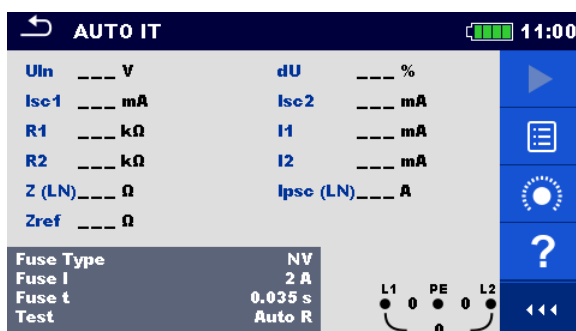 AUTO IT 11:00
Uln ___ V dU ___ %
Isc1 ___ mA Isc2 ___ mA
R1 ___ kΩ I1 ___ mA
R2 ___ kΩ I2 ___ mA
Z (LN)___ Ω Ipsc (LN)___ A
Zref ___ Ω
Fuse Type NV
Fuse I 2 A
Fuse t 0.035 s
Test Auto R
L1 PE L2
0 0
0
?